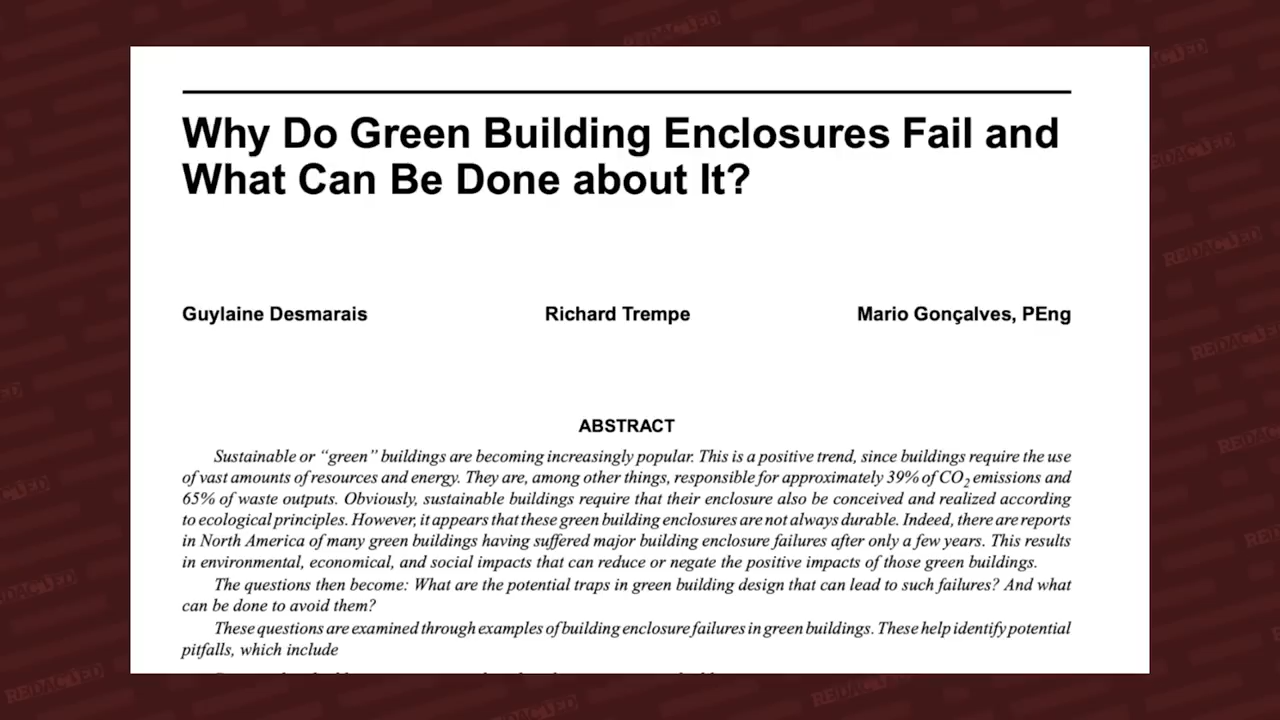 Why Do Green Building Enclosures Fail and
What Can Be Done about It?
Guylaine Desmarais
Richard Trempe
Mario Gonçalves, PEng
ABSTRACT
Sustainable or “green” buildings are becoming increasingly popular. This is a positive trend, since buildings require the use
of vast amounts of resources and energy. They are, among other things, responsible for approximately 39% of CO₂ emissions and
65% of waste outputs. Obviously, sustainable buildings require that their enclosure also be conceived and realized according
to ecological principles. However, it appears that these green building enclosures are not always durable. Indeed, there are reports
in North America of many green buildings having suffered major building enclosure failures after only a few years. This results
in environmental, economical, and social impacts that can reduce or negate the positive impacts of those green buildings.
The questions then become: What are the potential traps in green building design that can lead to such failures? And what
can be done to avoid them?
These questions are examined through examples of building enclosure failures in green buildings. These help identify potential
pitfalls, which include
REDACTED
REDACTED
REDACTED
REDACTED
REDACTED
REDACTED
REDACTED
REDACTED